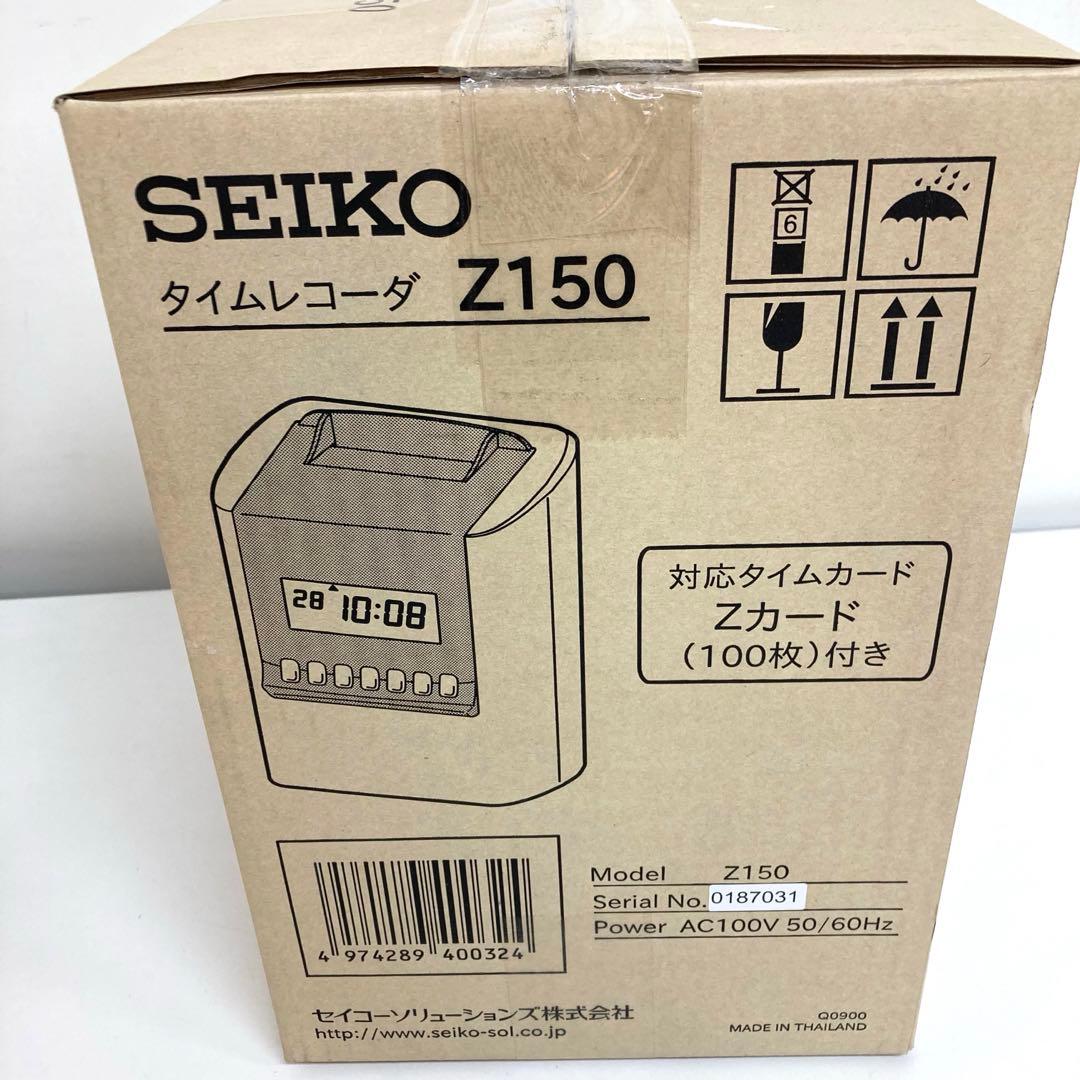 SEIKO
タイムレコーダ Z150
6
28 10:08
対応タイムカード
Zカード
(100枚)付き
Model Z150
Serial No. 0187031
Power AC100V 50/60Hz
4 974289 400324
セイコーソリューションズ株式会社
http://www.seiko-sol.co.jp
Q0900
MADE IN THAILAND